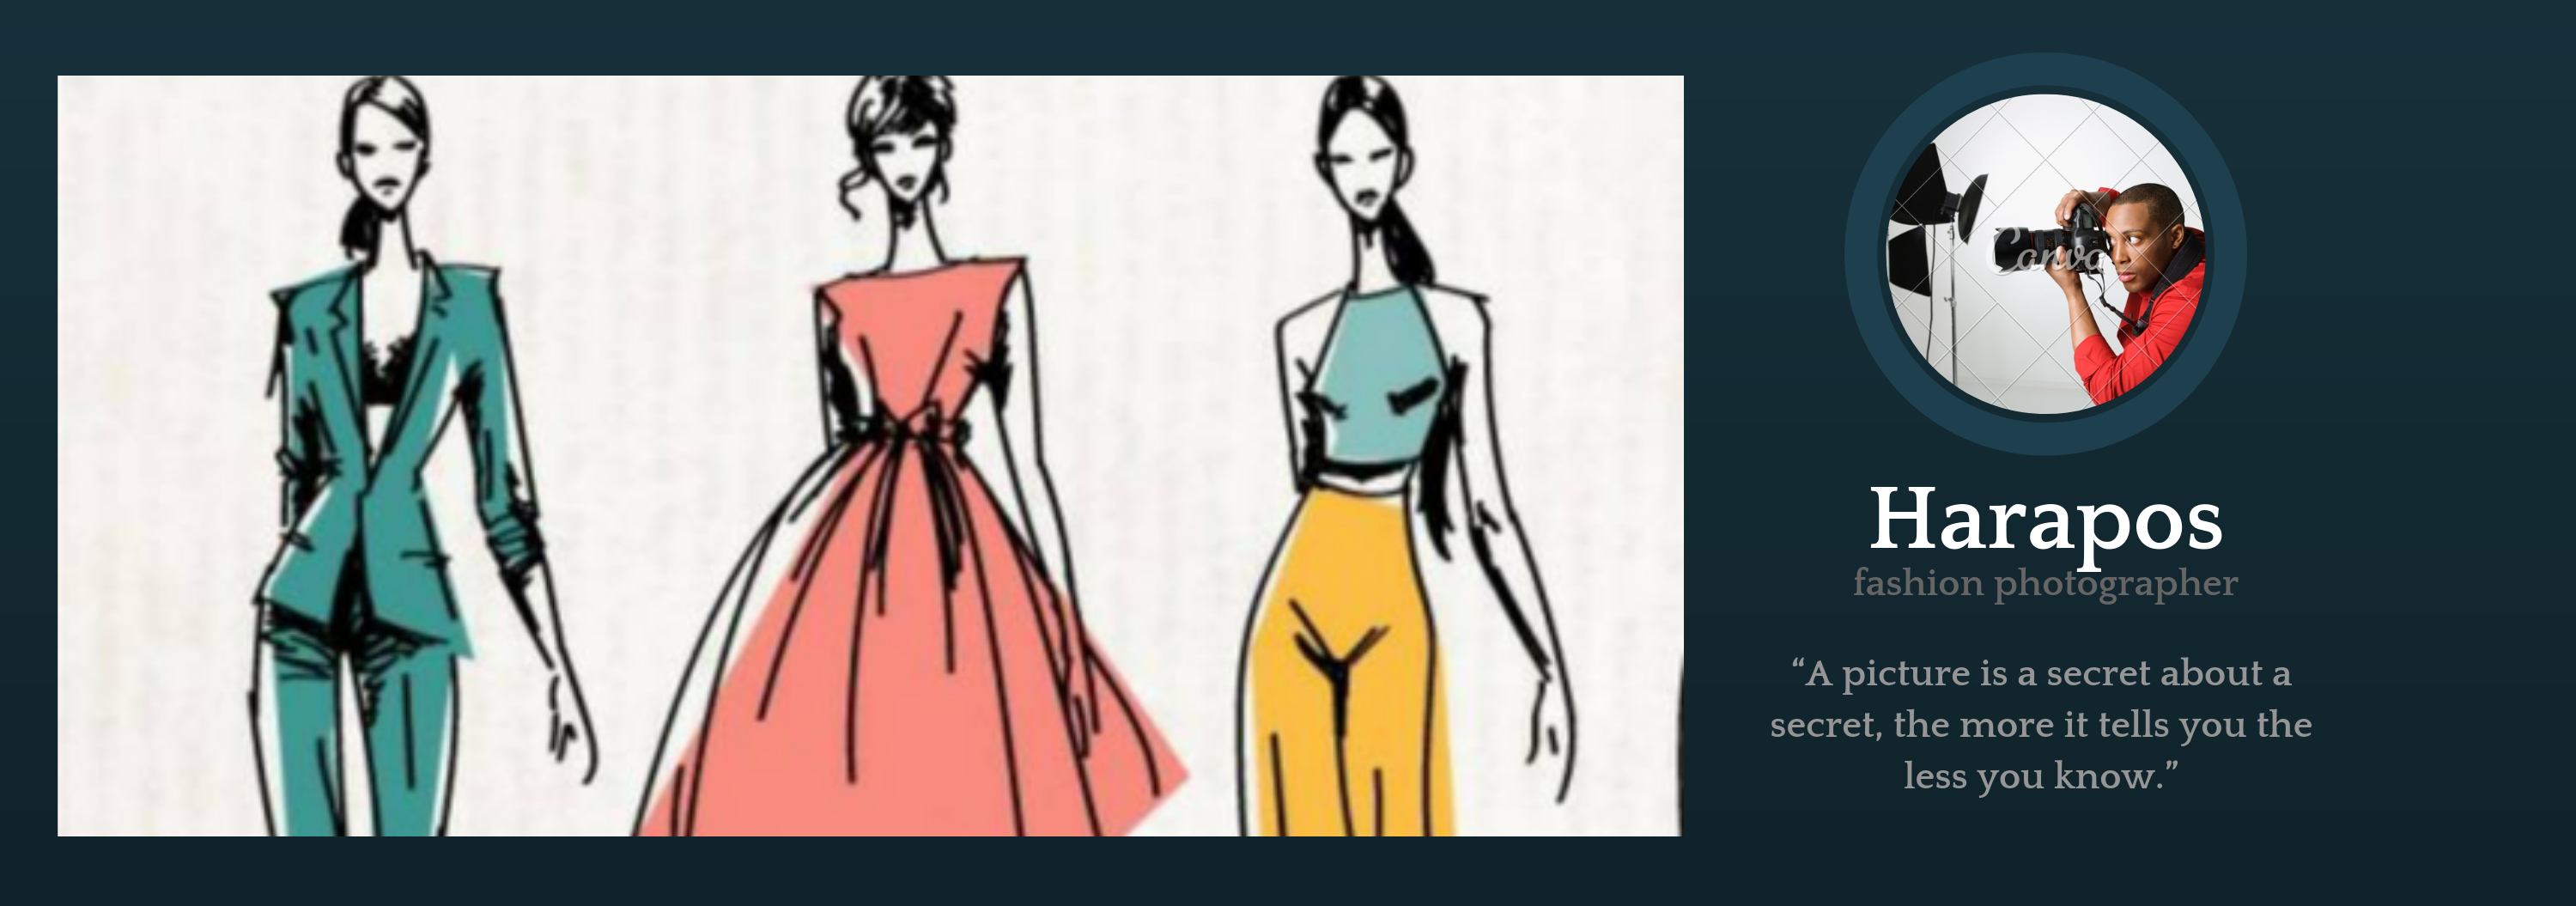 Canva
Harapos
fashion photographer
“A picture is a secret about a
secret, the more it tells you the
less you know.”